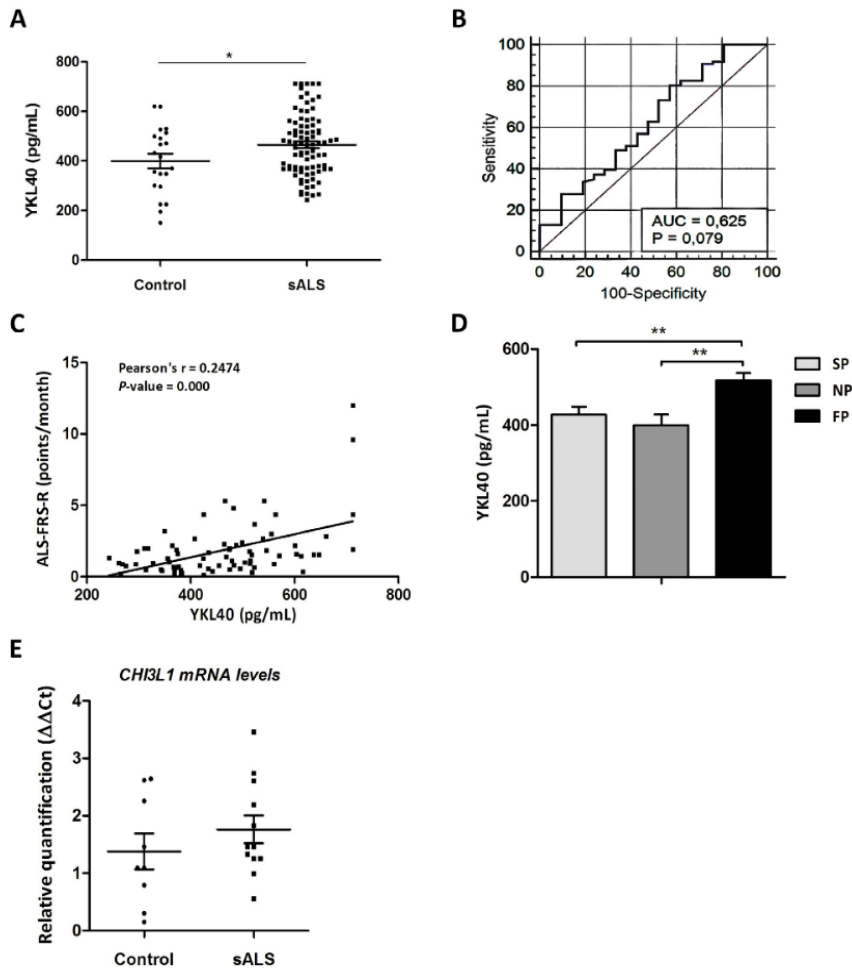 A
*
YKL40 (pg/mL)
800
600
400
200
0
Control
sALS
B
Sensitivity
100
80
60
40
20
0
AUC = 0,625
P = 0,079
0
20
40
60
80
100
100-Specificity
C
ALS-FRS-R (points/month)
15
10
5
0
Pearson's r = 0.2474
P-value = 0.000
200
400
600
800
YKL40 (pg/mL)
D
**
**
YKL40 (pg/mL)
600
400
200
0
SP
NP
FP
E
CHI3L1 mRNA levels
Relative quantification (ΔΔCt)
4
3
2
1
0
Control
sALS